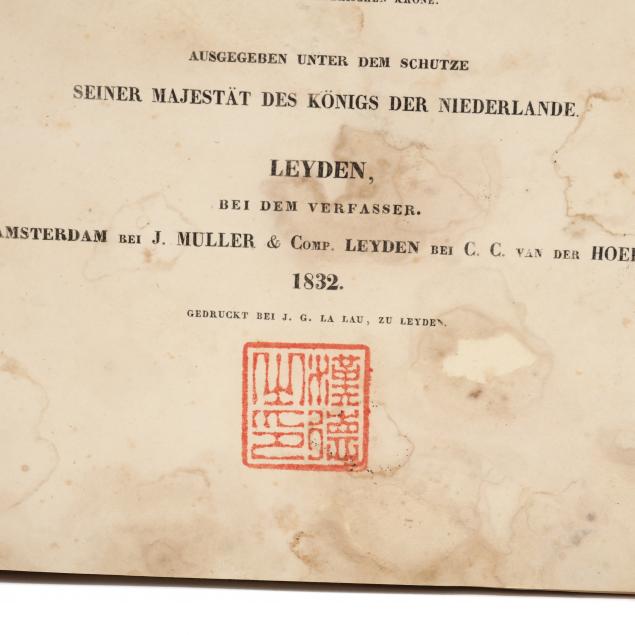 KRONE.
AUSGEGEBEN UNTER DEM SCHUTZE
SEINER MAJESTÄT DES KÖNIGS DER NIEDERLANDE.
LEYDEN,
BEI DEM VERFASSER.
AMSTERDAM BEI J. MULLER & COMP. LEYDEN BEI C. C. VAN DER
1832.
GEDRUCKT BEI J. G. LA LAU, ZU LEYDEN.